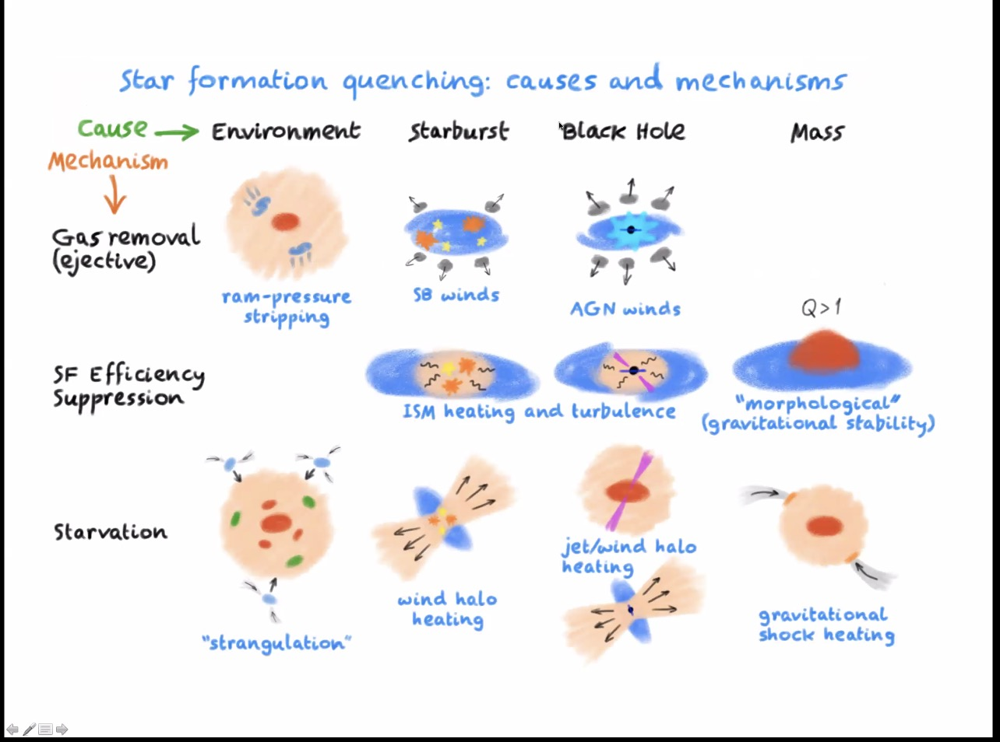 Star formation quenching: causes and mechanisms
Cause → Environment Starburst Black Hole Mass
Mechanism
Gas removal
(ejective)
ram-pressure
stripping
SB winds
AGN winds
Q>1
SF Efficiency
Suppression
ISM heating and turbulence
"morphological"
(gravitational stability)
Starvation
"strangulation"
wind halo
heating
jet/wind halo
heating
gravitational
shock heating